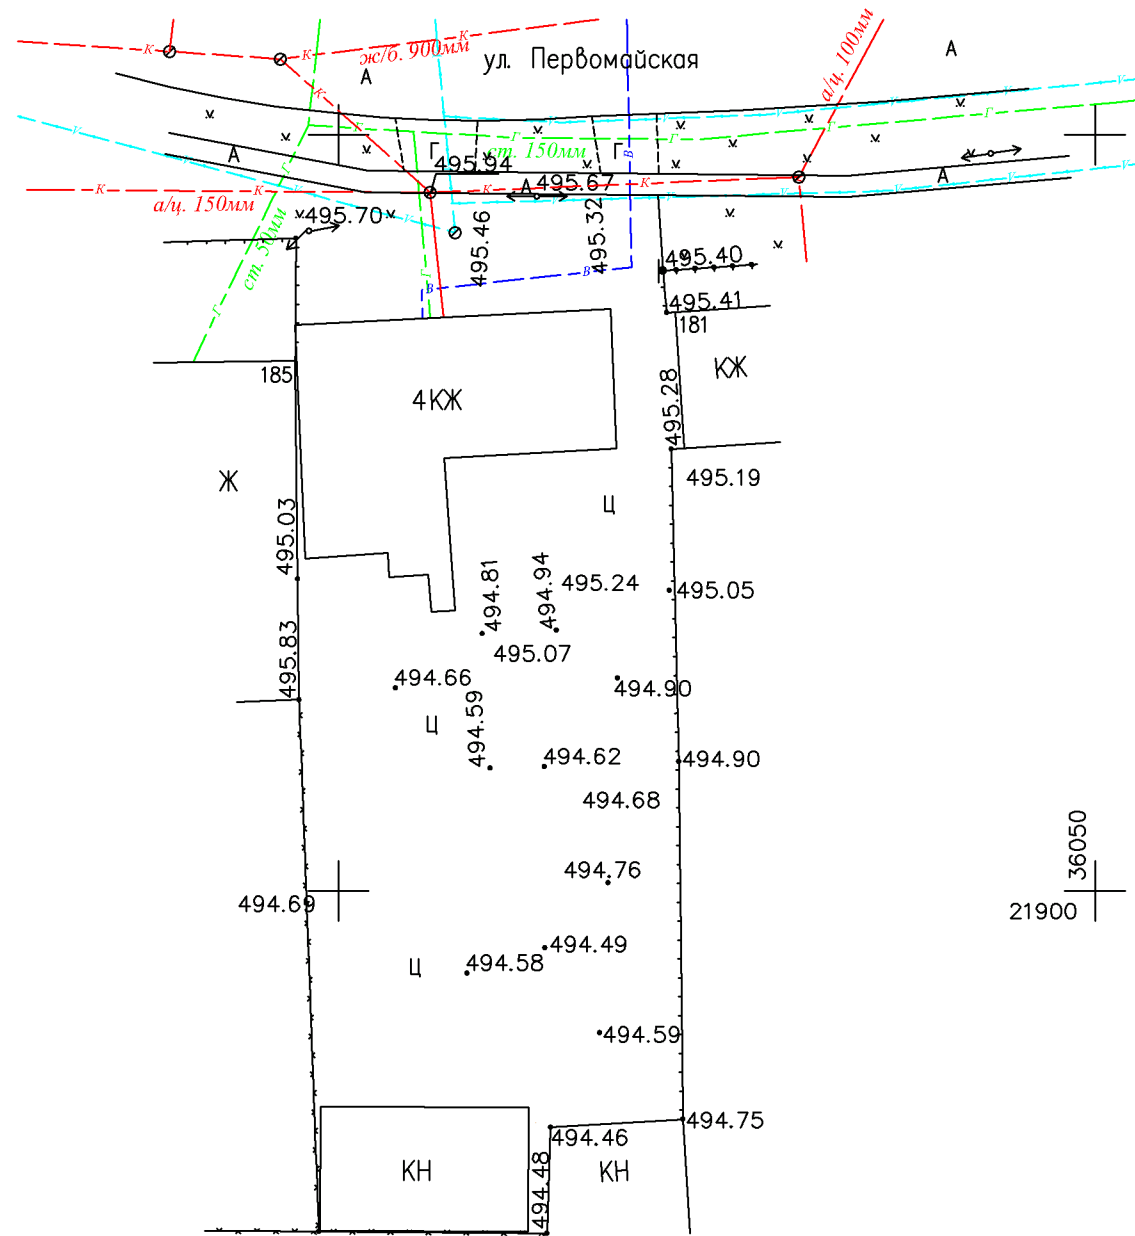 К
К
ж/б. 900мм
ул. Первомайская
а/ц. 100мм
А
А
К
К
К
V
V
V
V
V
Г
Г
Г
Г
Г
ст. 150мм
Г
В
А
495.94
К
К
К
К
А
495.67
А
V
V
V
V
а/ц. 150мм
495.70
Г
ст. 50мм
495.46
495.32
495.40
Г
В
В
495.41
Г
181
185
4КЖ
КЖ
495.28
Ж
495.19
Ц
495.03
494.81
494.94
495.24
495.05
495.07
495.83
494.66
494.90
Ц
494.59
494.62
494.90
494.68
36050
494.76
494.69
21900
494.49
Ц
494.58
494.59
494.75
494.46
КН
494.48
КН